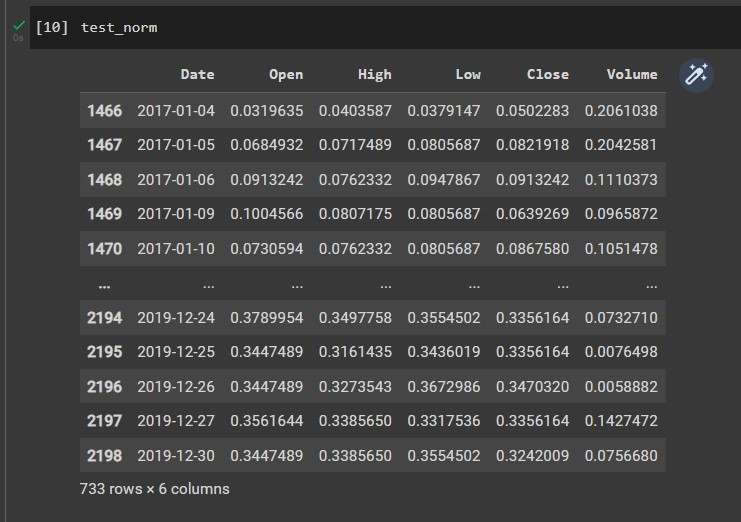 [10] test_norm
0s
Date Open High Low Close Volume
1466 2017-01-04 0.0319635 0.0403587 0.0379147 0.0502283 0.2061038
1467 2017-01-05 0.0684932 0.0717489 0.0805687 0.0821918 0.2042581
1468 2017-01-06 0.0913242 0.0762332 0.0947867 0.0913242 0.1110373
1469 2017-01-09 0.1004566 0.0807175 0.0805687 0.0639269 0.0965872
1470 2017-01-10 0.0730594 0.0762332 0.0805687 0.0867580 0.1051478
... ... ... ... ... ... ...
2194 2019-12-24 0.3789954 0.3497758 0.3554502 0.3356164 0.0732710
2195 2019-12-25 0.3447489 0.3161435 0.3436019 0.3356164 0.0076498
2196 2019-12-26 0.3447489 0.3273543 0.3672986 0.3470320 0.0058882
2197 2019-12-27 0.3561644 0.3385650 0.3317536 0.3356164 0.1427472
2198 2019-12-30 0.3447489 0.3385650 0.3554502 0.3242009 0.0756680
733 rows × 6 columns